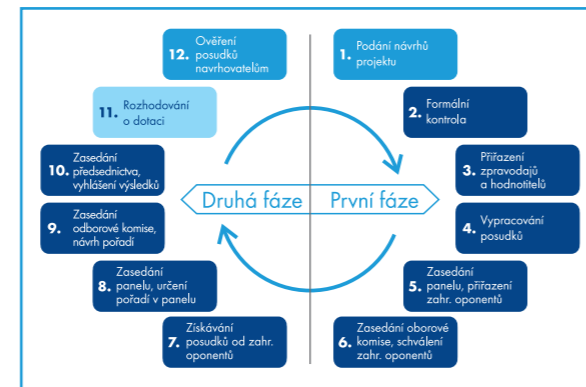 1. Podání návrhů
projektu
2. Formální
kontrola
3. Přiřazení
zpravodajů
a hodnotitelů
4. Vypracování
posudků
5. Zasedání
panelu, přiřazení
zahr. oponentů
6. Zasedání oborové
komise, schválení
zahr. oponentů
7. Získávání
posudků od zahr.
oponentů
8. Zasedání
panelu, určení
pořadí v panelu
9. Zasedání
odborové komise,
návrh pořadí
10. Zasedání
předsednictva,
vyhlášení výsledků
11. Rozhodování
o dotaci
12. Ověření
posudků
navrhovatelům
Druhá fáze
První fáze